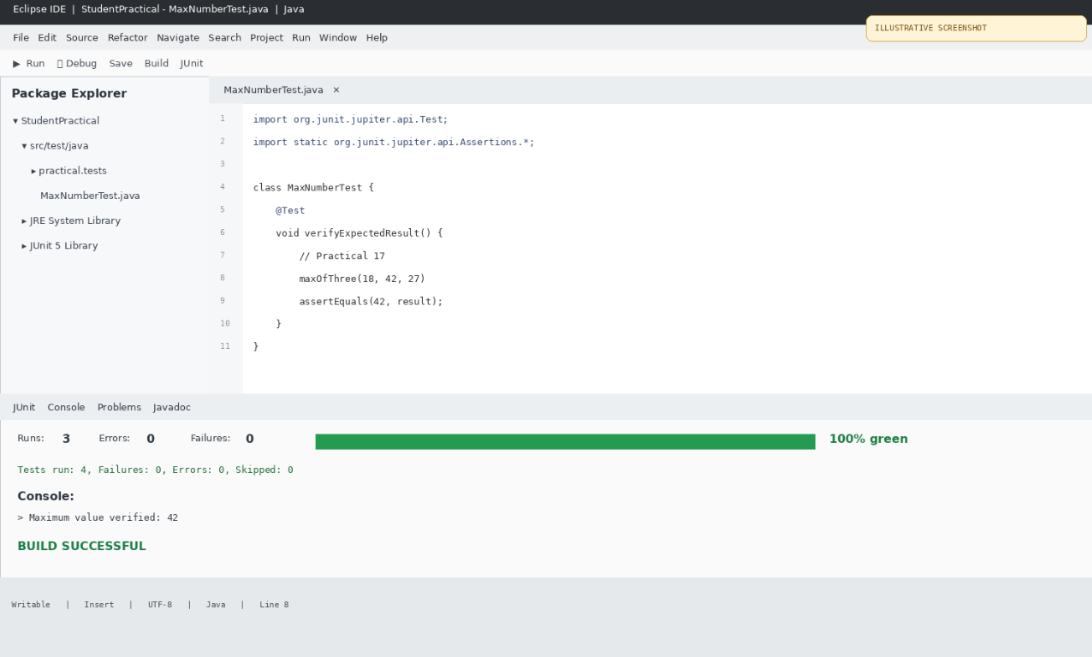 Eclipse IDE | StudentPractical - MaxNumberTest.java | Java
ILLUSTRATIVE SCREENSHOT
File Edit Source Refactor Navigate Search Project Run Window Help
▶ Run Debug Save Build JUnit
Package Explorer
▾ StudentPractical
▾ src/test/java
▸ practical.tests
MaxNumberTest.java
▸ JRE System Library
▸ JUnit 5 Library
MaxNumberTest.java ×
1 import org.junit.jupiter.api.Test;
2 import static org.junit.jupiter.api.Assertions.*;
3
4 class MaxNumberTest {
5 @Test
6 void verifyExpectedResult() {
7 // Practical 17
8 maxOfThree(18, 42, 27)
9 assertEquals(42, result);
10 }
11 }
JUnit Console Problems Javadoc
Runs: 3 Errors: 0 Failures: 0 100% green
Tests run: 4, Failures: 0, Errors: 0, Skipped: 0
Console:
> Maximum value verified: 42
BUILD SUCCESSFUL
Writable | Insert | UTF-8 | Java | Line 8